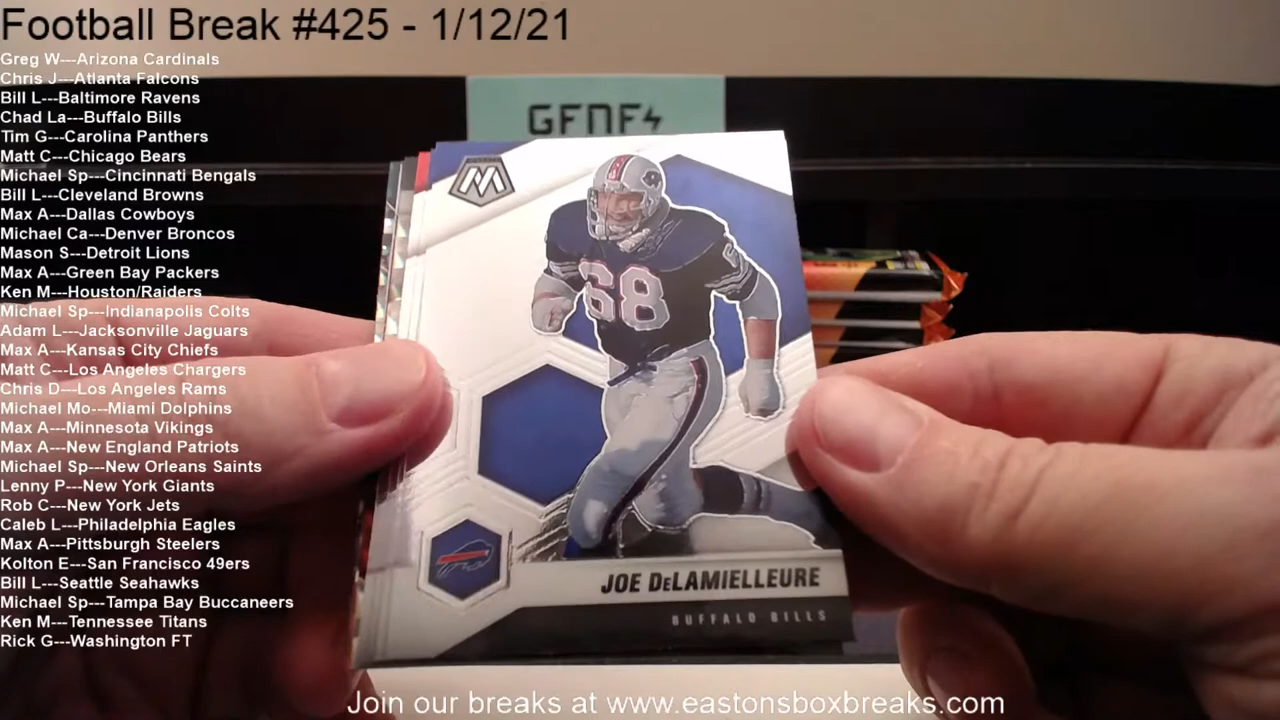 Football Break #425 - 1/12/21
Greg W---Arizona Cardinals
Chris J---Atlanta Falcons
Bill L---Baltimore Ravens
Chad La---Buffalo Bills
Tim G---Carolina Panthers
Matt C---Chicago Bears
Michael Sp---Cincinnati Bengals
Bill L---Cleveland Browns
Max A---Dallas Cowboys
Michael Ca---Denver Broncos
Mason S---Detroit Lions
Max A---Green Bay Packers
Ken M---Houston/Raiders
Michael Sp---Indianapolis Colts
Adam L---Jacksonville Jaguars
Max A---Kansas City Chiefs
Matt C---Los Angeles Chargers
Chris D---Los Angeles Rams
Michael Mo---Miami Dolphins
Max A---Minnesota Vikings
Max A---New England Patriots
Michael Sp---New Orleans Saints
Lenny P---New York Giants
Rob C---New York Jets
Caleb L---Philadelphia Eagles
Max A---Pittsburgh Steelers
Kolton E---San Francisco 49ers
Bill L---Seattle Seahawks
Michael Sp---Tampa Bay Buccaneers
Ken M---Tennessee Titans
Rick G---Washington FT
68
68
JOE DeLAMIELLEURE
BUFFALO BILLS
Join our breaks at www.eastonsboxbreaks.com